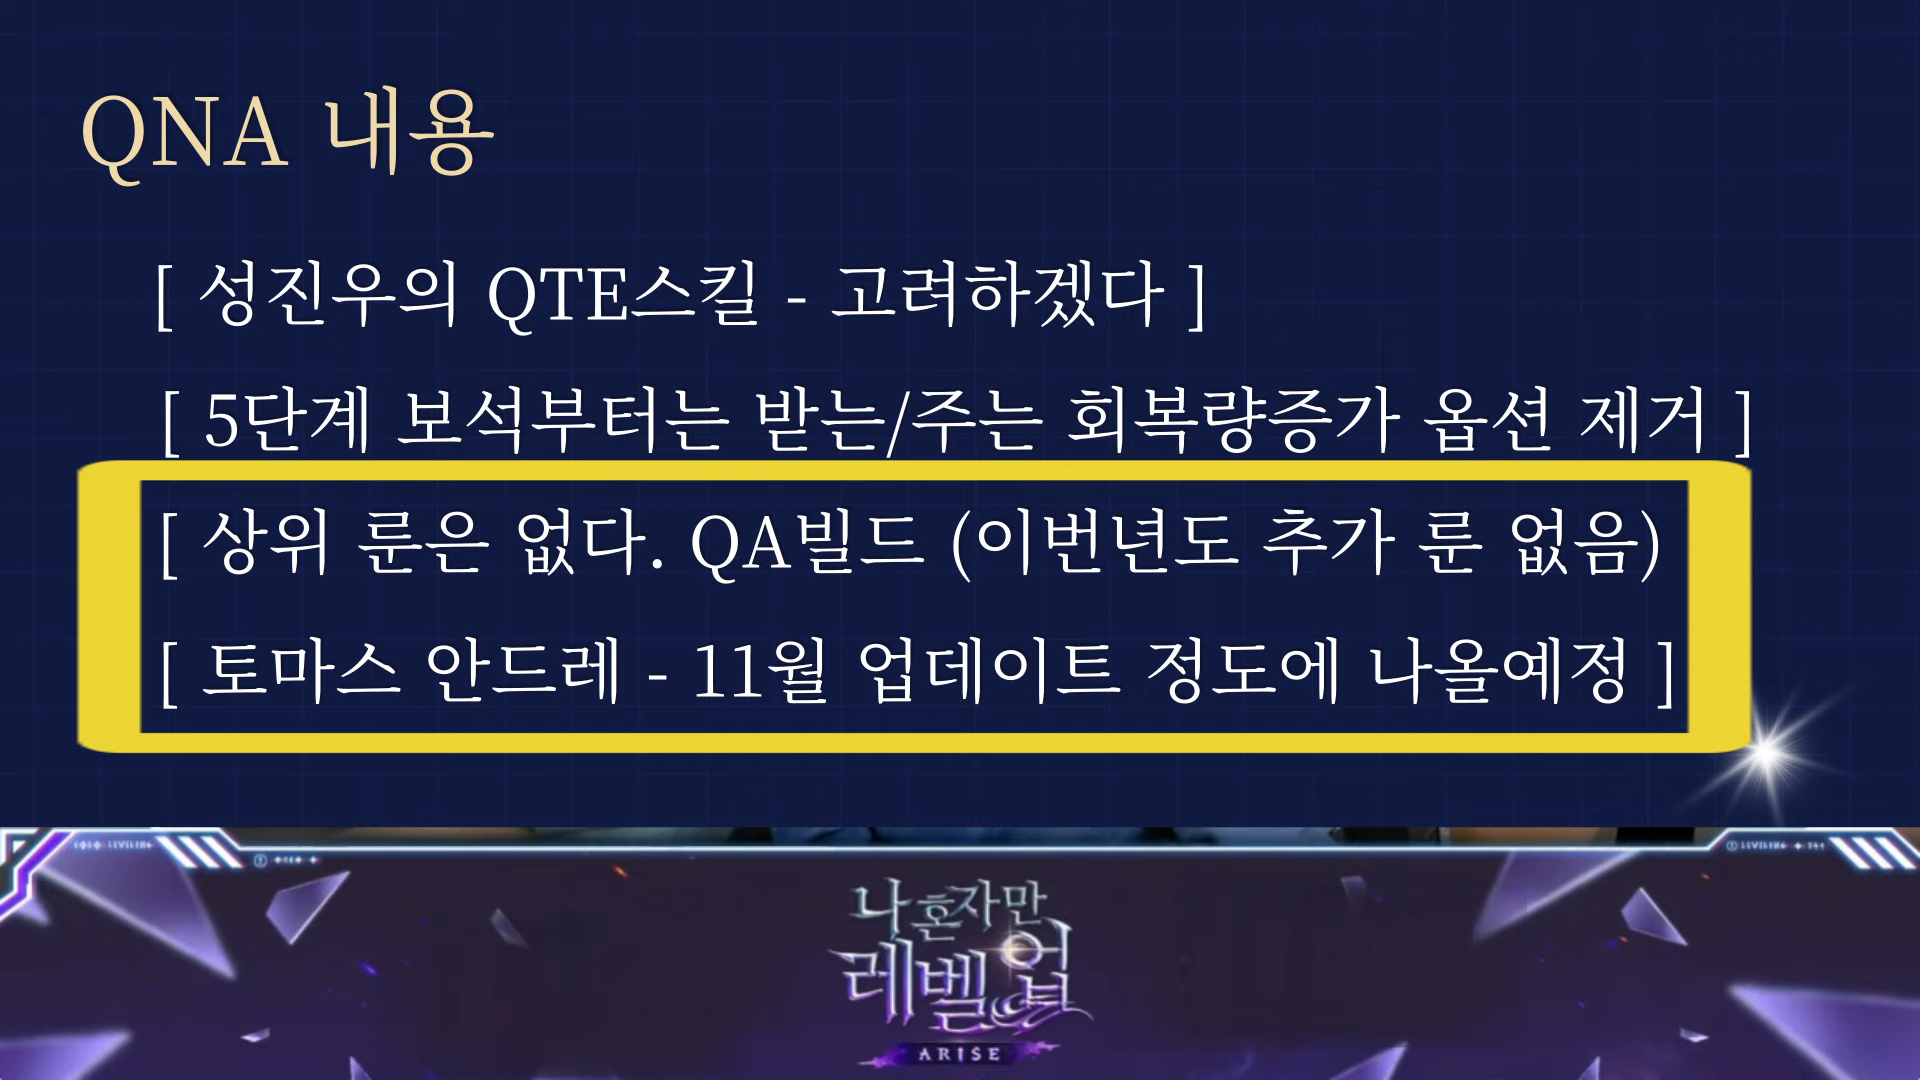 QNA 내용
[ 성진우의 QTE스킬 - 고려하겠다 ]
[ 5단계 보석부터는 받는/주는 회복량증가 옵션 제거 ]
[ 상위 룬은 없다. QA빌드 (이번년도 추가 룬 없음)
[ 토마스 안드레 - 11월 업데이트 정도에 나올예정 ]
나 혼자만
레벨업
ARISE